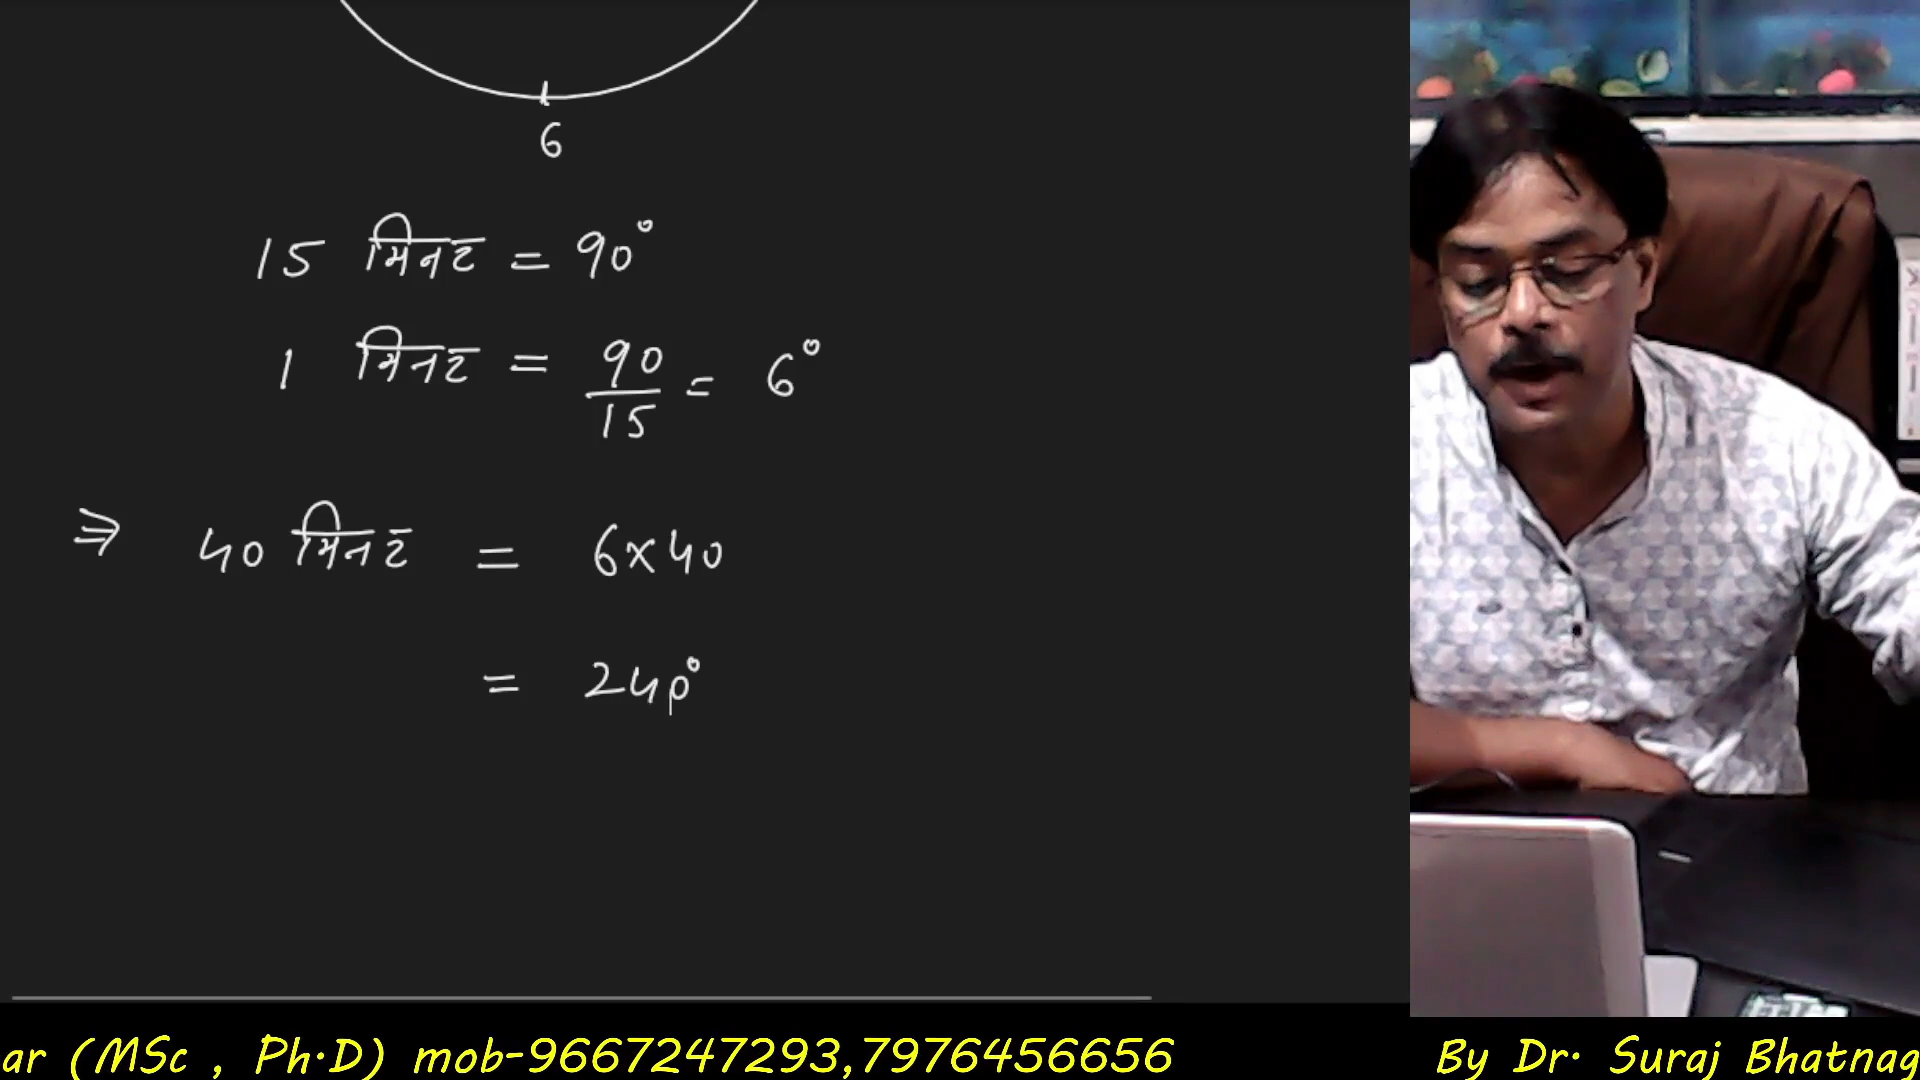 6
15 मिनट = 90°
1 मिनट = 90/15 = 6°
⇒ 40 मिनट = 6×40
= 240°
ar (MSc , Ph.D) mob-9667247293,7976456656
By Dr. Suraj Bhatnag